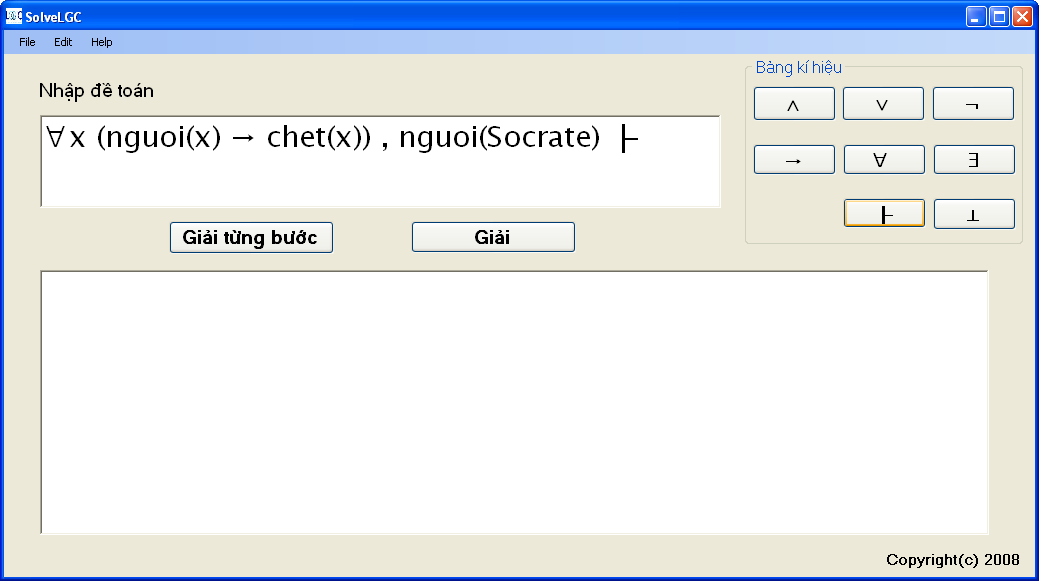 SolveLGC
File Edit Help
Nhập đề toán
∀x (nguoi(x) → chet(x)) , nguoi(Socrate) ├
Giải từng bước
Giải
Bảng kí hiệu
∧ ∨ ¬
→ ∀ ∃
├ ⊥
Copyright(c) 2008